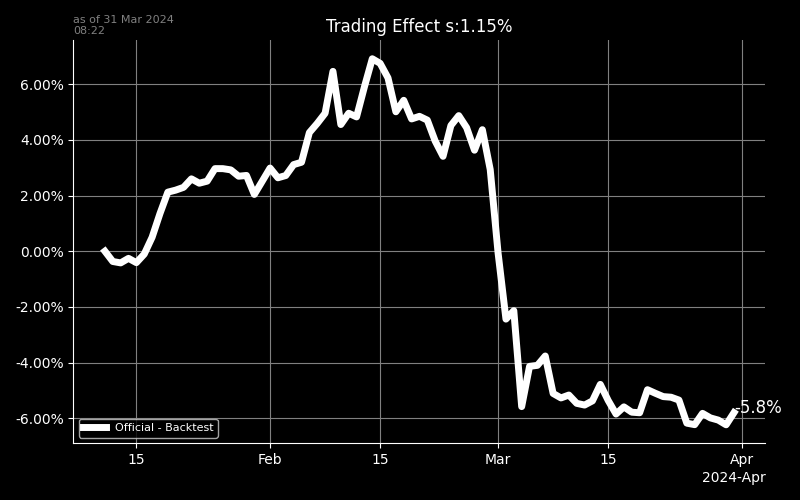 as of 31 Mar 2024
08:22
Trading Effect s:1.15%
6.00%
4.00%
2.00%
0.00%
-2.00%
-4.00%
-6.00%
-5.8%
Official - Backtest
15
Feb
15
Mar
15
Apr
2024-Apr